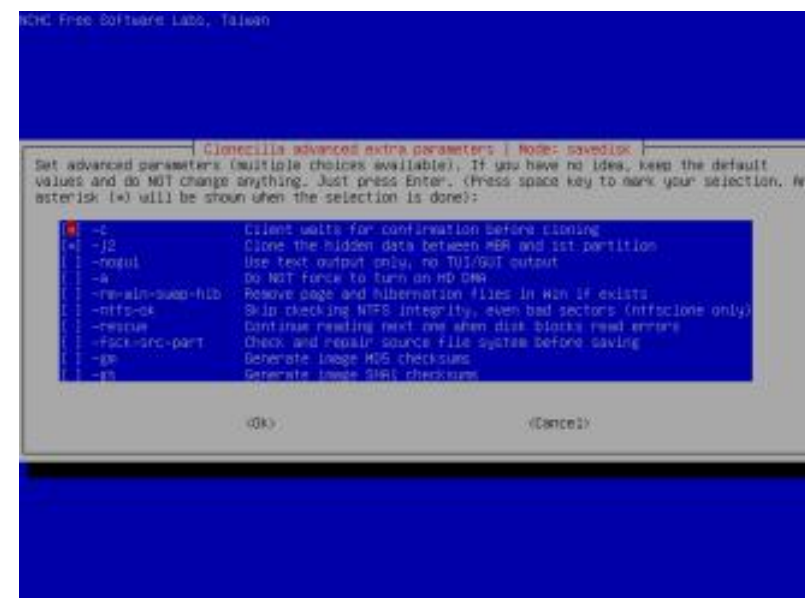 NCHC Free Software Labs, Taiwan
Clonezilla advanced extra parameters | Mode: savedisk
Set advanced parameters (multiple choices available). If you have no idea, keep the default
values and do NOT change anything. Just press Enter. (Press space key to mark your selection. An
asterisk (*) will be shown when the selection is done):
[*] -c Client waits for confirmation before cloning
[*] -j2 Clone the hidden data between MBR and 1st partition
[ ] -nogui Use text output only, no TUI/GUI output
[ ] -a Do NOT force to turn on HD DMA
[ ] -rm-win-swap-hib Remove page and hibernation files in Win if exists
[ ] -ntfs-ok Skip checking NTFS integrity, even bad sectors (ntfsclone only)
[ ] -rescue Continue reading next one when disk blocks read errors
[ ] -fsck-src-part Check and repair source file system before saving
[ ] -gm Generate image MD5 checksums
[ ] -gs Generate image SHA1 checksums
<Ok> <Cancel>